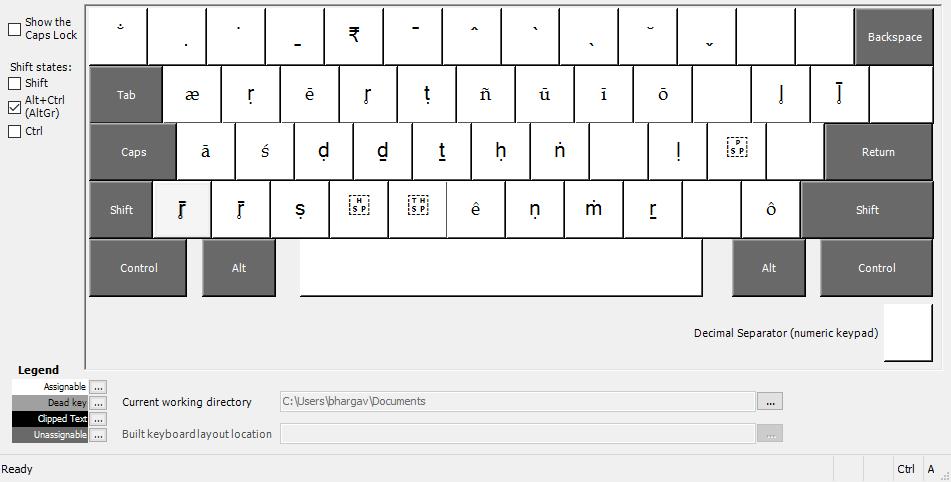 Show the
Caps Lock
Shift states:
Shift
Alt+Ctrl
(AltGr)
Ctrl
̇̇ . ˙ ˍ ₹ ˉ ˆ ` ˎ ˘ ˬ Backspace
Tab æ ṛ ē r̥ ṭ ñ ū ī ō l̥ l̥̄
Caps ā ś ḍ ḏ ṯ ḥ ṅ ḷ P SP Return
Shift r̥̄ r̥̄ ṣ H SP TH SP ê ṇ ṁ ṟ ô Shift
Control Alt Alt Control
Decimal Separator (numeric keypad)
Legend
Assignable ...
Dead key ...
Clipped Text ...
Unassignable ...
Current working directory C:\Users\bhargav\Documents ...
Built keyboard layout location ...
Ready Ctrl A